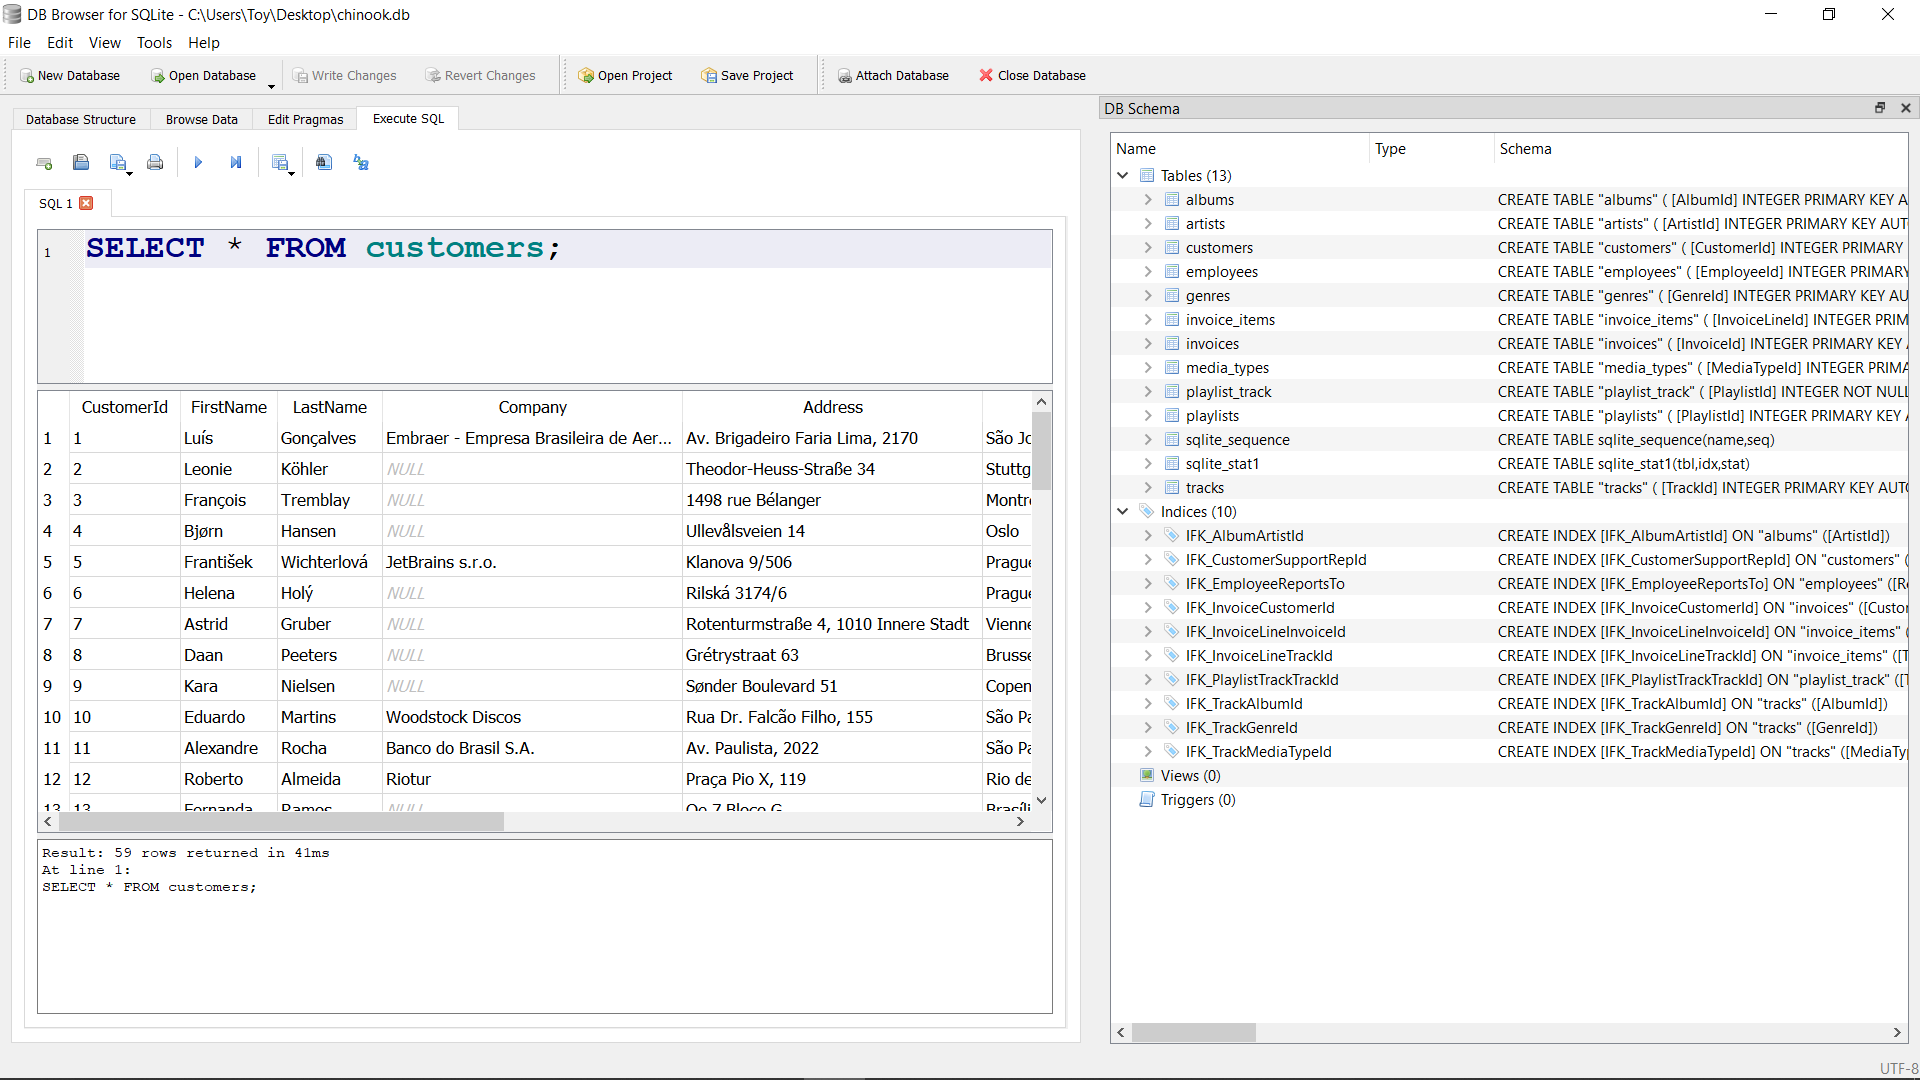 DB Browser for SQLite - C:\Users\Toy\Desktop\chinook.db
File Edit View Tools Help
New Database Open Database Write Changes Revert Changes Open Project Save Project Attach Database Close Database
Database Structure Browse Data Edit Pragmas Execute SQL
SQL 1
1 SELECT * FROM customers;
CustomerId FirstName LastName Company Address
1 1 Luís Gonçalves Embraer - Empresa Brasileira de Aer... Av. Brigadeiro Faria Lima, 2170 São Jo
2 2 Leonie Köhler NULL Theodor-Heuss-Straße 34 Stuttg
3 3 François Tremblay NULL 1498 rue Bélanger Montr
4 4 Bjørn Hansen NULL Ullevålsveien 14 Oslo
5 5 František Wichterlová JetBrains s.r.o. Klanova 9/506 Prague
6 6 Helena Holý NULL Rilská 3174/6 Prague
7 7 Astrid Gruber NULL Rotenturmstraße 4, 1010 Innere Stadt Vienne
8 8 Daan Peeters NULL Grétrystraat 63 Brusse
9 9 Kara Nielsen NULL Sønder Boulevard 51 Copen
10 10 Eduardo Martins Woodstock Discos Rua Dr. Falcão Filho, 155 São Pa
11 11 Alexandre Rocha Banco do Brasil S.A. Av. Paulista, 2022 São Pa
12 12 Roberto Almeida Riotur Praça Pio X, 119 Rio de
13 13 Fernanda Ramos NULL Qe 7 Bloco G Brasíli
Result: 59 rows returned in 41ms
At line 1:
SELECT * FROM customers;
DB Schema
Name Type Schema
Tables (13)
albums CREATE TABLE "albums" ( [AlbumId] INTEGER PRIMARY KEY A
artists CREATE TABLE "artists" ( [ArtistId] INTEGER PRIMARY KEY AUT
customers CREATE TABLE "customers" ( [CustomerId] INTEGER PRIMARY
employees CREATE TABLE "employees" ( [EmployeeId] INTEGER PRIMARY
genres CREATE TABLE "genres" ( [GenreId] INTEGER PRIMARY KEY AU
invoice_items CREATE TABLE "invoice_items" ( [InvoiceLineId] INTEGER PRIM
invoices CREATE TABLE "invoices" ( [InvoiceId] INTEGER PRIMARY KEY
media_types CREATE TABLE "media_types" ( [MediaTypeId] INTEGER PRIMA
playlist_track CREATE TABLE "playlist_track" ( [PlaylistId] INTEGER NOT NULL
playlists CREATE TABLE "playlists" ( [PlaylistId] INTEGER PRIMARY KEY
sqlite_sequence CREATE TABLE sqlite_sequence(name,seq)
sqlite_stat1 CREATE TABLE sqlite_stat1(tbl,idx,stat)
tracks CREATE TABLE "tracks" ( [TrackId] INTEGER PRIMARY KEY AUTO
Indices (10)
IFK_AlbumArtistId CREATE INDEX [IFK_AlbumArtistId] ON "albums" ([ArtistId])
IFK_CustomerSupportRepId CREATE INDEX [IFK_CustomerSupportRepId] ON "customers" (
IFK_EmployeeReportsTo CREATE INDEX [IFK_EmployeeReportsTo] ON "employees" ([Re
IFK_InvoiceCustomerId CREATE INDEX [IFK_InvoiceCustomerId] ON "invoices" ([Custor
IFK_InvoiceLineInvoiceId CREATE INDEX [IFK_InvoiceLineInvoiceId] ON "invoice_items" (
IFK_InvoiceLineTrackId CREATE INDEX [IFK_InvoiceLineTrackId] ON "invoice_items" ([T
IFK_PlaylistTrackTrackId CREATE INDEX [IFK_PlaylistTrackTrackId] ON "playlist_track" ([T
IFK_TrackAlbumId CREATE INDEX [IFK_TrackAlbumId] ON "tracks" ([AlbumId])
IFK_TrackGenreId CREATE INDEX [IFK_TrackGenreId] ON "tracks" ([GenreId])
IFK_TrackMediaTypeId CREATE INDEX [IFK_TrackMediaTypeId] ON "tracks" ([MediaTy
Views (0)
Triggers (0)
UTF-8